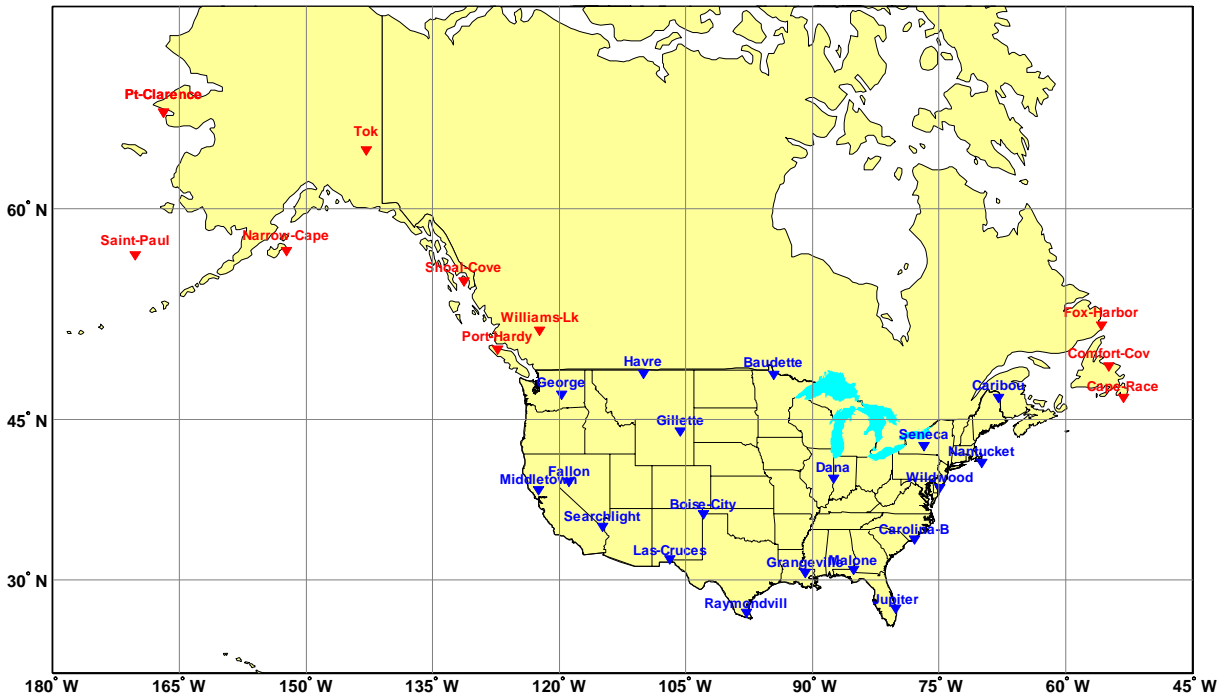 Pt-Clarence
Tok
60° N
Saint-Paul
Narrow-Cape
Shoal-Cove
Williams-Lk
Fox-Harbor
Port-Hardy
Comfort-Cov
Havre
Baudette
George
Caribou
Cape-Race
45° N
Gillette
Seneca
Nantucket
Dana
Fallon
Middletown
Wildwood
Boise-City
Searchlight
Carolina-B
Las-Cruces
Grangeville
Malone
30° N
Raymondvill
Jupiter
180° W
165° W
150° W
135° W
120° W
105° W
90° W
75° W
60° W
45° W